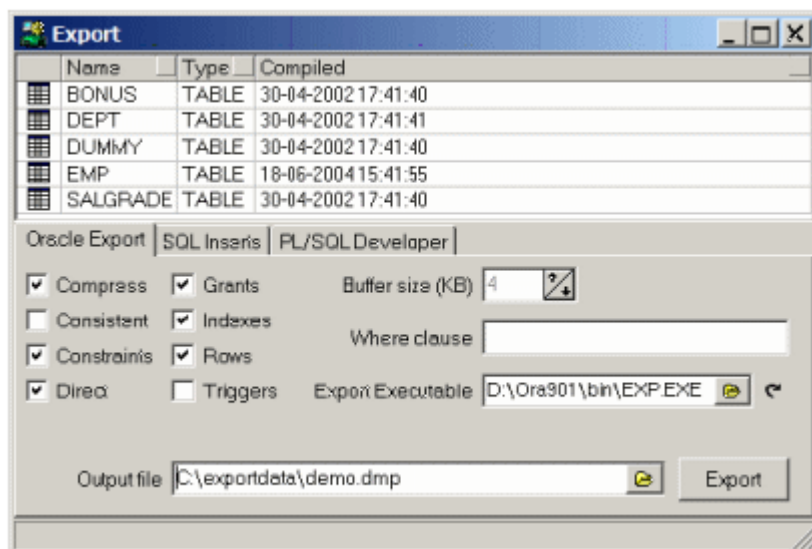 Export
Name Type Compiled
BONUS TABLE 30-04-2002 17:41:40
DEPT TABLE 30-04-2002 17:41:41
DUMMY TABLE 30-04-2002 17:41:40
EMP TABLE 18-06-2004 15:41:55
SALGRADE TABLE 30-04-2002 17:41:40
Oracle Export SQL Inserts PL/SQL Developer
Compress Grants Buffer size (KB) 4
Consistent Indexes
Where clause
Constraints Rows
Direct Triggers Export Executable D:\Ora901\bin\EXP.EXE
Output file C:\exportdata\demo.dmp Export